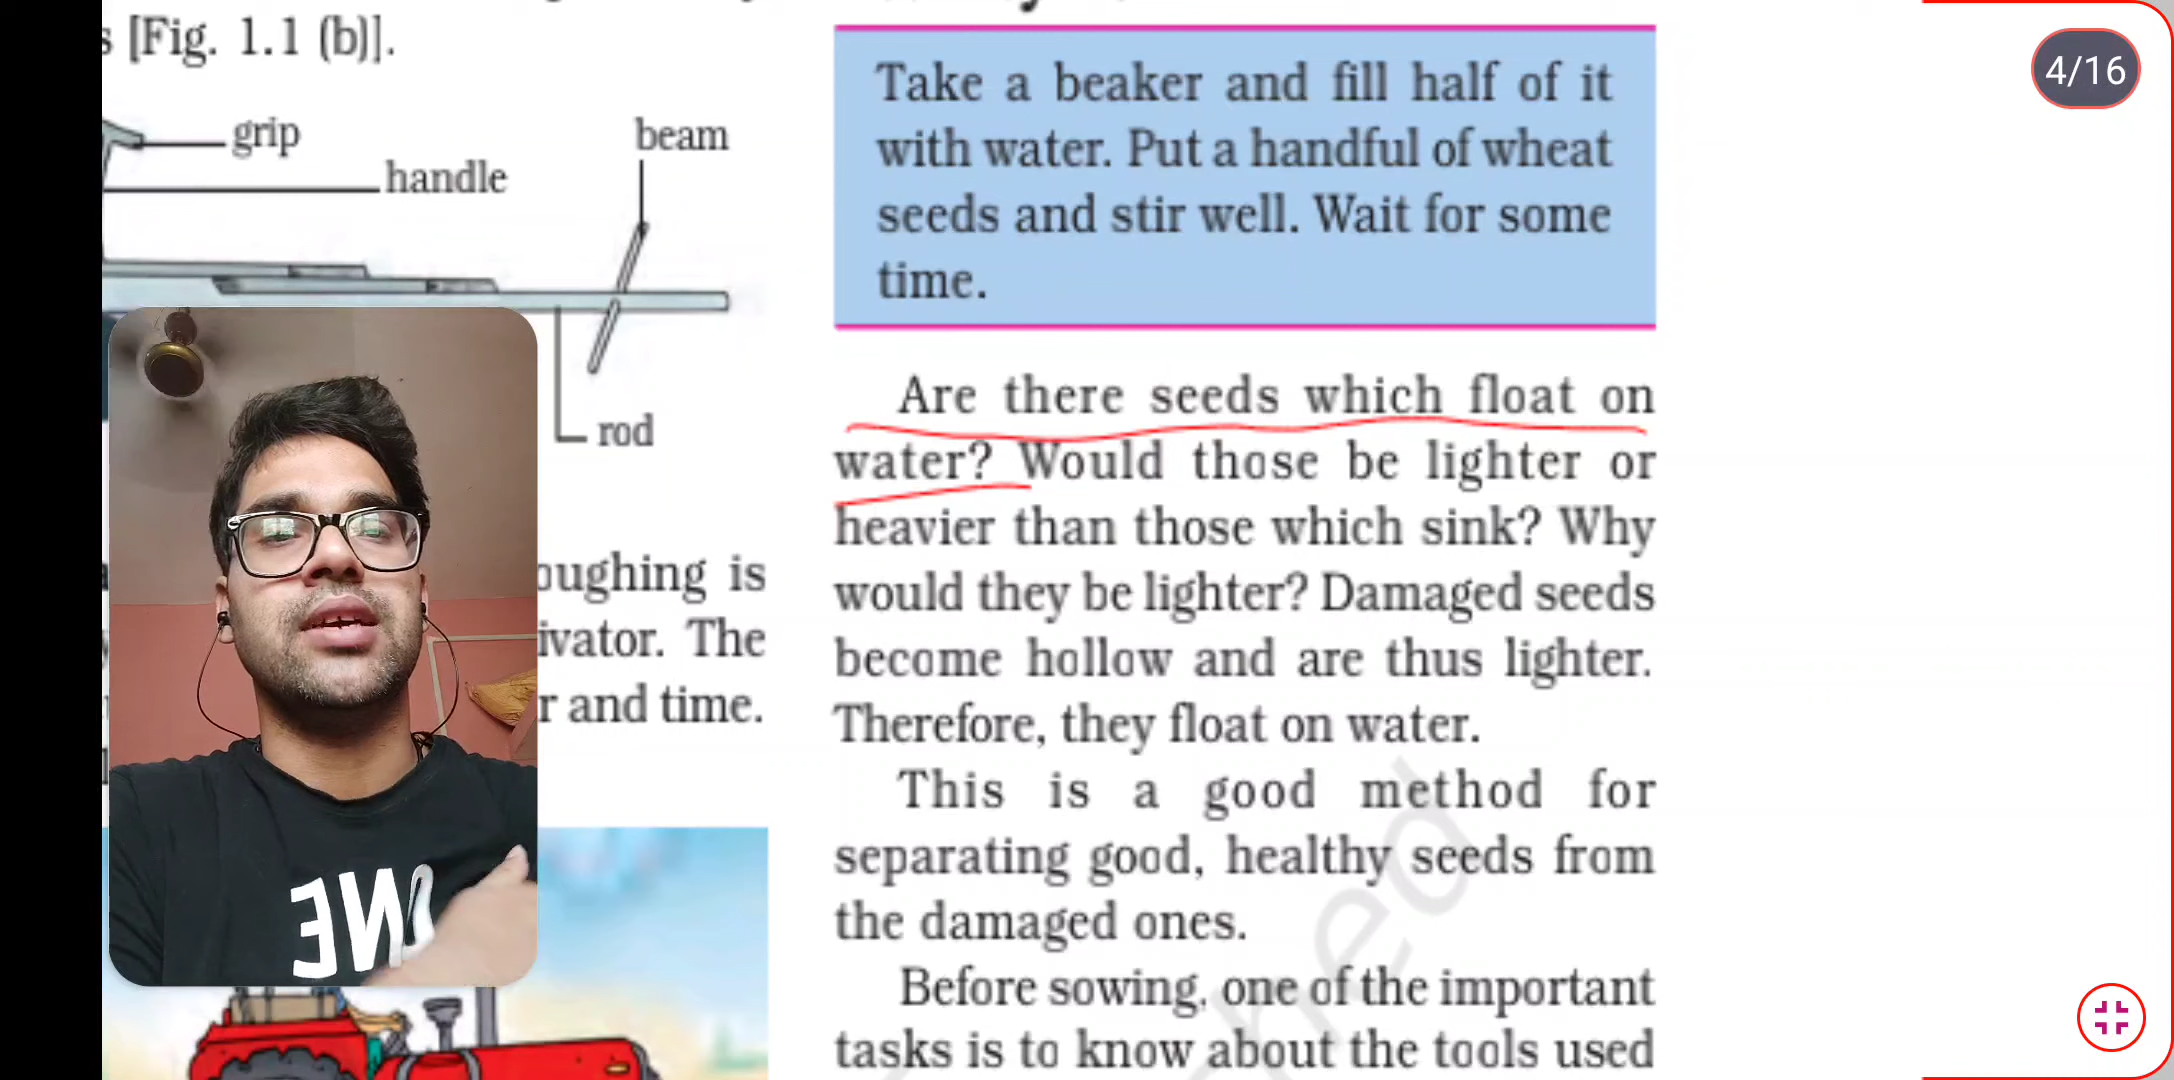 s [Fig. 1.1 (b)].
grip
handle
beam
rod
oughing is
ivator. The
r and time.
Take a beaker and fill half of it
with water. Put a handful of wheat
seeds and stir well. Wait for some
time.
Are there seeds which float on
water? Would those be lighter or
heavier than those which sink? Why
would they be lighter? Damaged seeds
become hollow and are thus lighter.
Therefore, they float on water.
This is a good method for
separating good, healthy seeds from
the damaged ones.
Before sowing, one of the important
tasks is to know about the tools used
4/16
ONE
hed